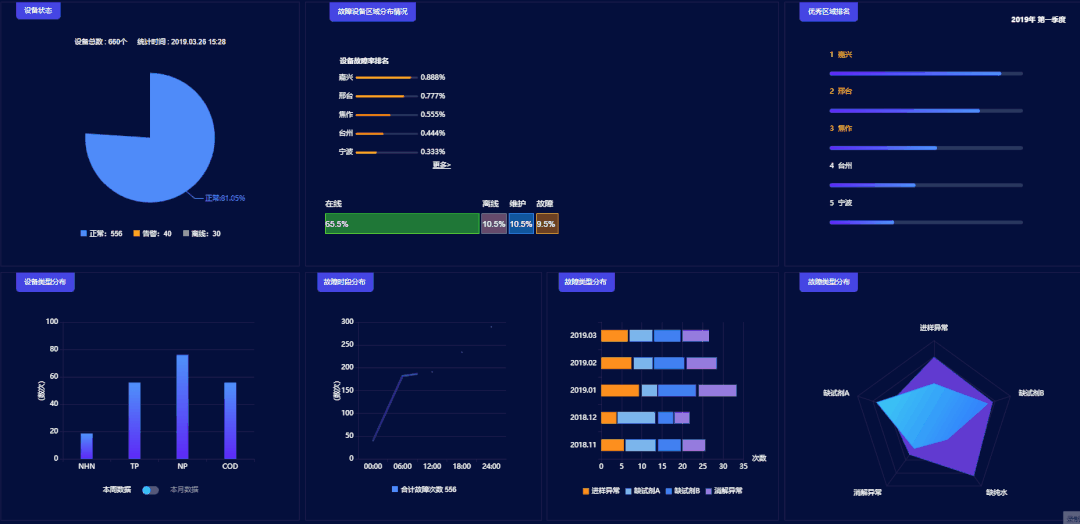 设备状态
设备总数 : 660个 统计时间 : 2019.03.26 15:28
正常:81.05%
正常：556 告警：40 离线：30
故障设备区域分布情况
设备故障率排名
嘉兴 0.888%
邢台 0.777%
焦作 0.555%
台州 0.444%
宁波 0.333%
更多>
在线 离线 维护 故障
65.5% 10.5% 10.5% 9.5%
优秀区域排名
2019年 第一季度
1 嘉兴
2 邢台
3 焦作
4 台州
5 宁波
设备类型分布
(数次)
100
80
60
40
20
0
NHN TP NP COD
本周数据 本月数据
故障时段分布
(数次)
300
250
200
150
100
50
0
00:00 06:00 12:00 18:00 24:00
合计故障次数 556
故障类型分布
2019.03
2019.02
2019.01
2018.12
2018.11
0 5 10 15 20 25 30 35
次数
进样异常 缺试剂A 缺试剂B 消解异常
故障类型分布
进样异常
缺试剂A 缺试剂B
消解异常 缺纯水